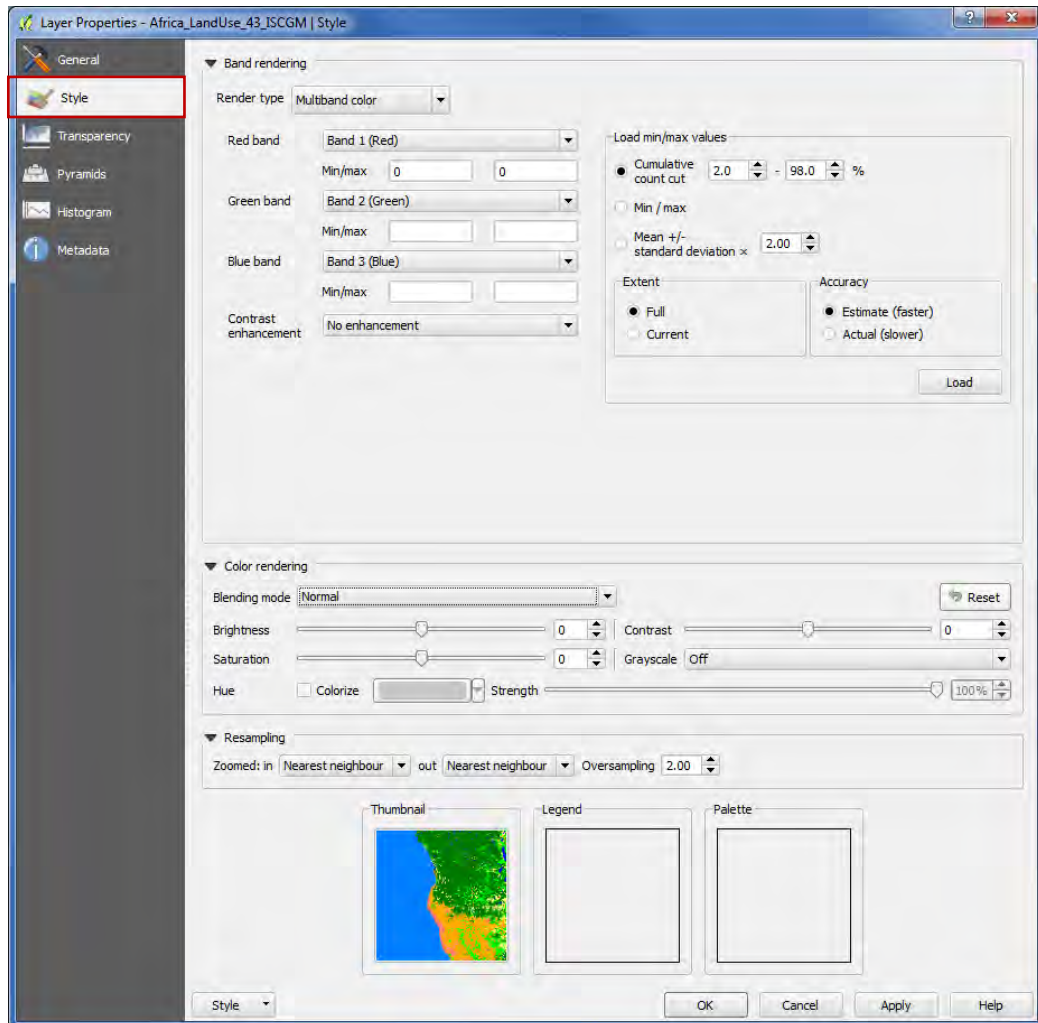 Layer Properties - Africa_LandUse_43_ISCGM | Style
General
Style
Transparency
Pyramids
Histogram
Metadata
Band rendering
Render type Multiband color
Red band Band 1 (Red)
Min/max 0 0
Green band Band 2 (Green)
Min/max
Blue band Band 3 (Blue)
Min/max
Contrast
enhancement No enhancement
Load min/max values
Cumulative
count cut 2.0 - 98.0 %
Min / max
Mean +/-
standard deviation × 2.00
Extent
Full
Current
Accuracy
Estimate (faster)
Actual (slower)
Load
Color rendering
Blending mode Normal Reset
Brightness 0 Contrast 0
Saturation 0 Grayscale Off
Hue Colorize Strength 100%
Resampling
Zoomed: in Nearest neighbour out Nearest neighbour Oversampling 2.00
Thumbnail Legend Palette
Style OK Cancel Apply Help